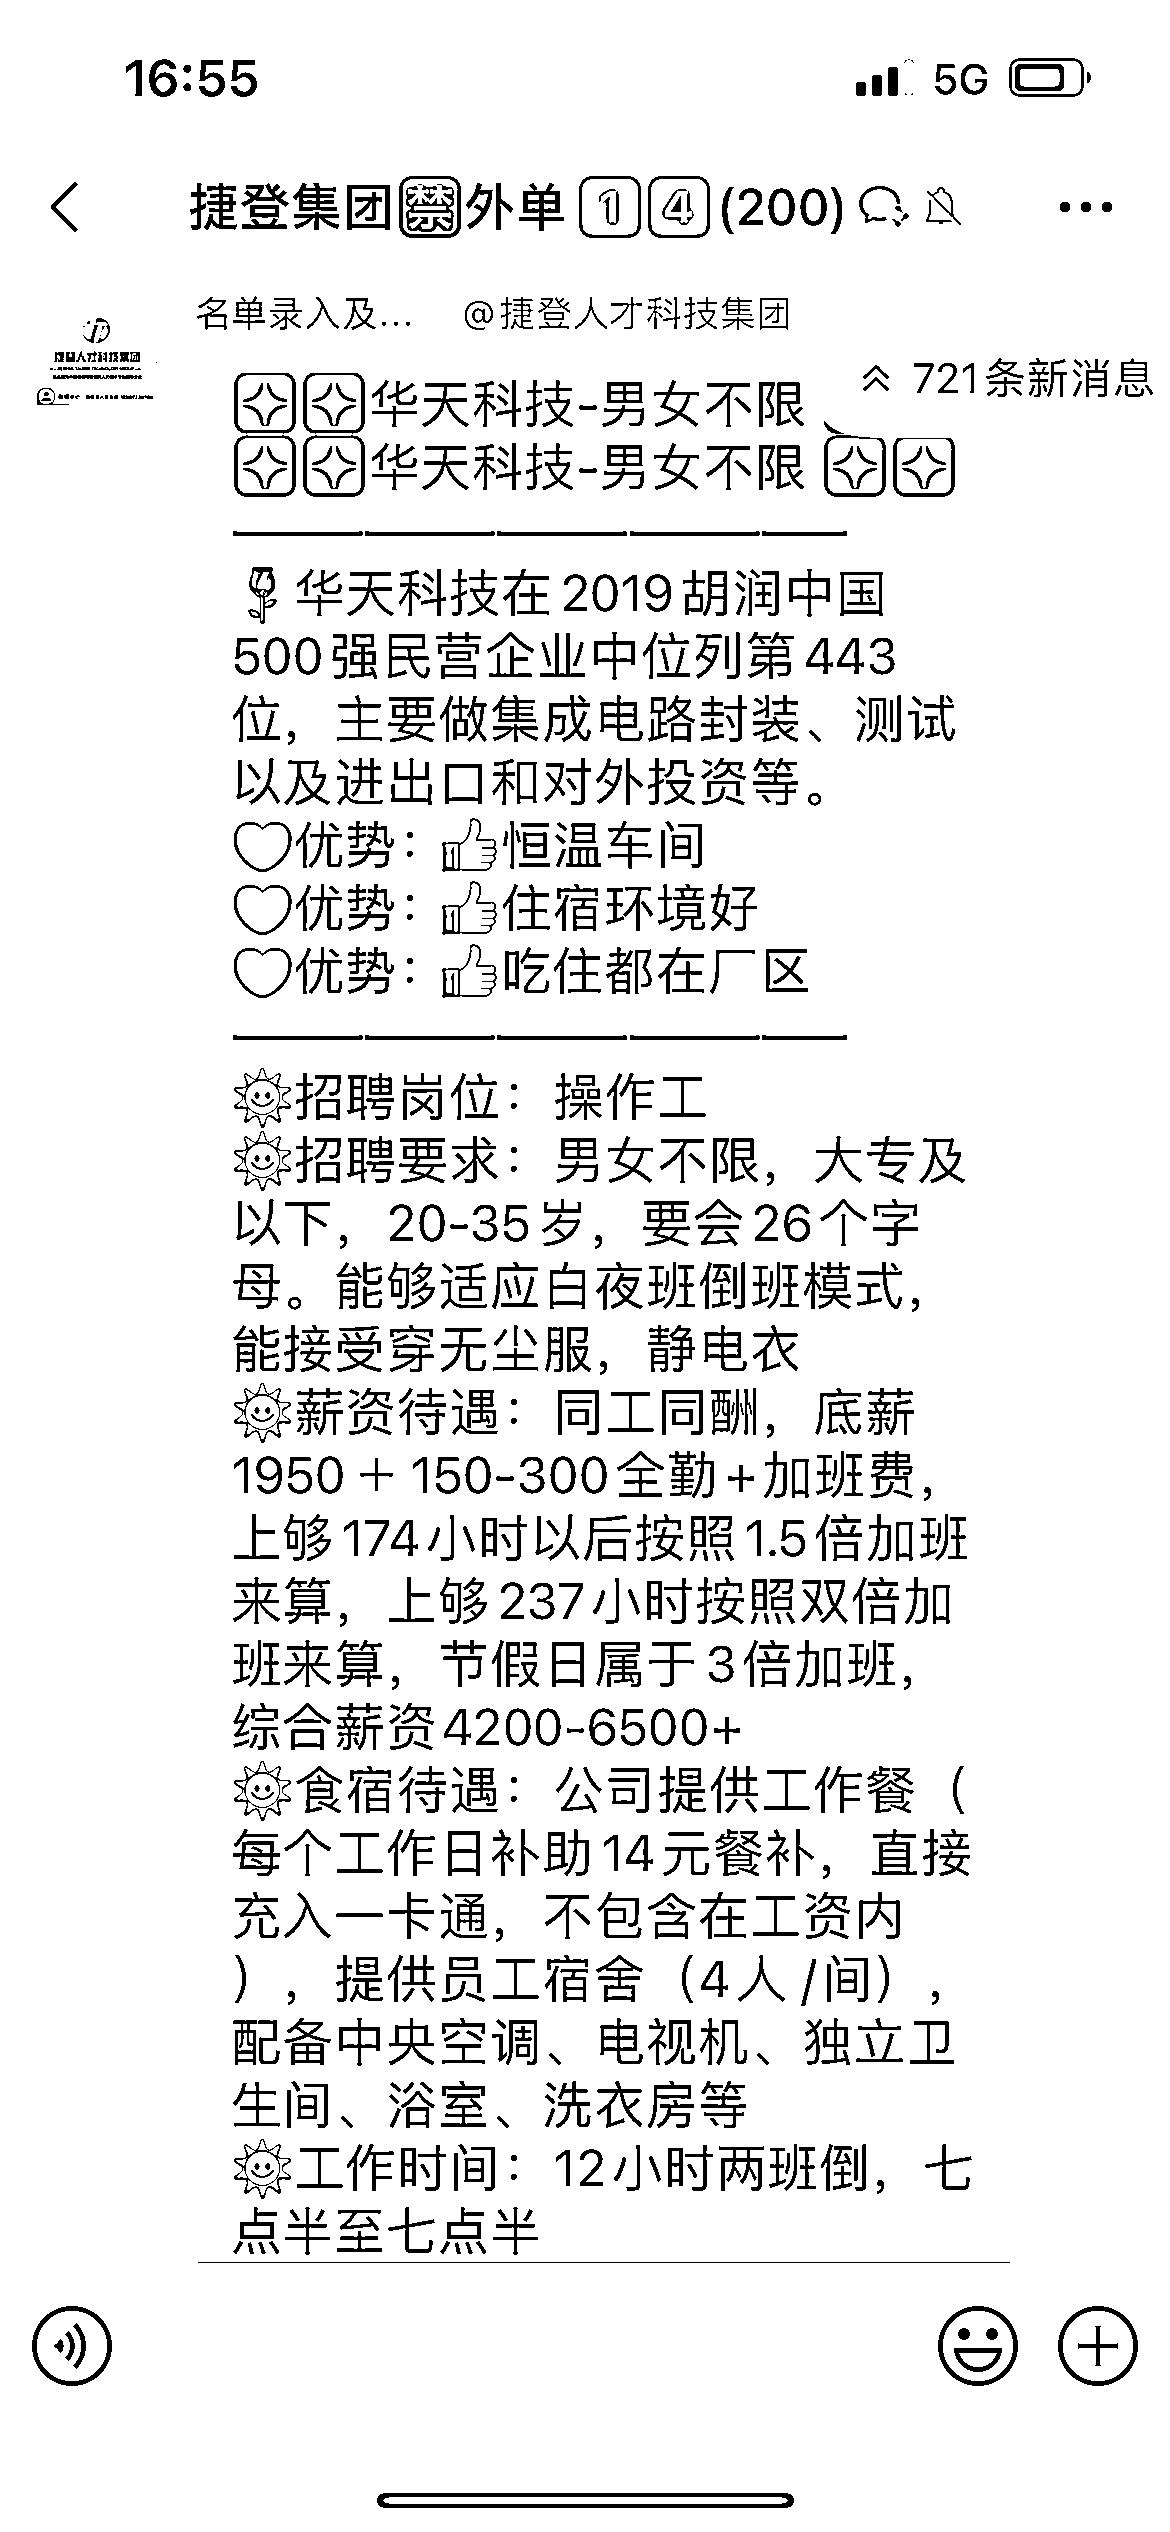 16:55
5G
捷登集团禁外单14(200)
名单录入及... @捷登人才科技集团
捷登人才科技集团
721条新消息
华天科技-男女不限
华天科技-男女不限
——————————
华天科技在2019胡润中国
500强民营企业中位列第443
位，主要做集成电路封装、测试
以及进出口和对外投资等。
优势：👍恒温车间
优势：👍住宿环境好
优势：👍吃住都在厂区
——————————
招聘岗位：操作工
招聘要求：男女不限，大专及
以下，20-35岁，要会26个字
母。能够适应白夜班倒班模式，
能接受穿无尘服，静电衣
薪资待遇：同工同酬，底薪
1950＋150-300全勤+加班费，
上够174小时以后按照1.5倍加班
来算，上够237小时按照双倍加
班来算，节假日属于3倍加班，
综合薪资4200-6500+
食宿待遇：公司提供工作餐（
每个工作日补助14元餐补，直接
充入一卡通，不包含在工资内
），提供员工宿舍（4人/间），
配备中央空调、电视机、独立卫
生间、浴室、洗衣房等
工作时间：12小时两班倒，七
点半至七点半